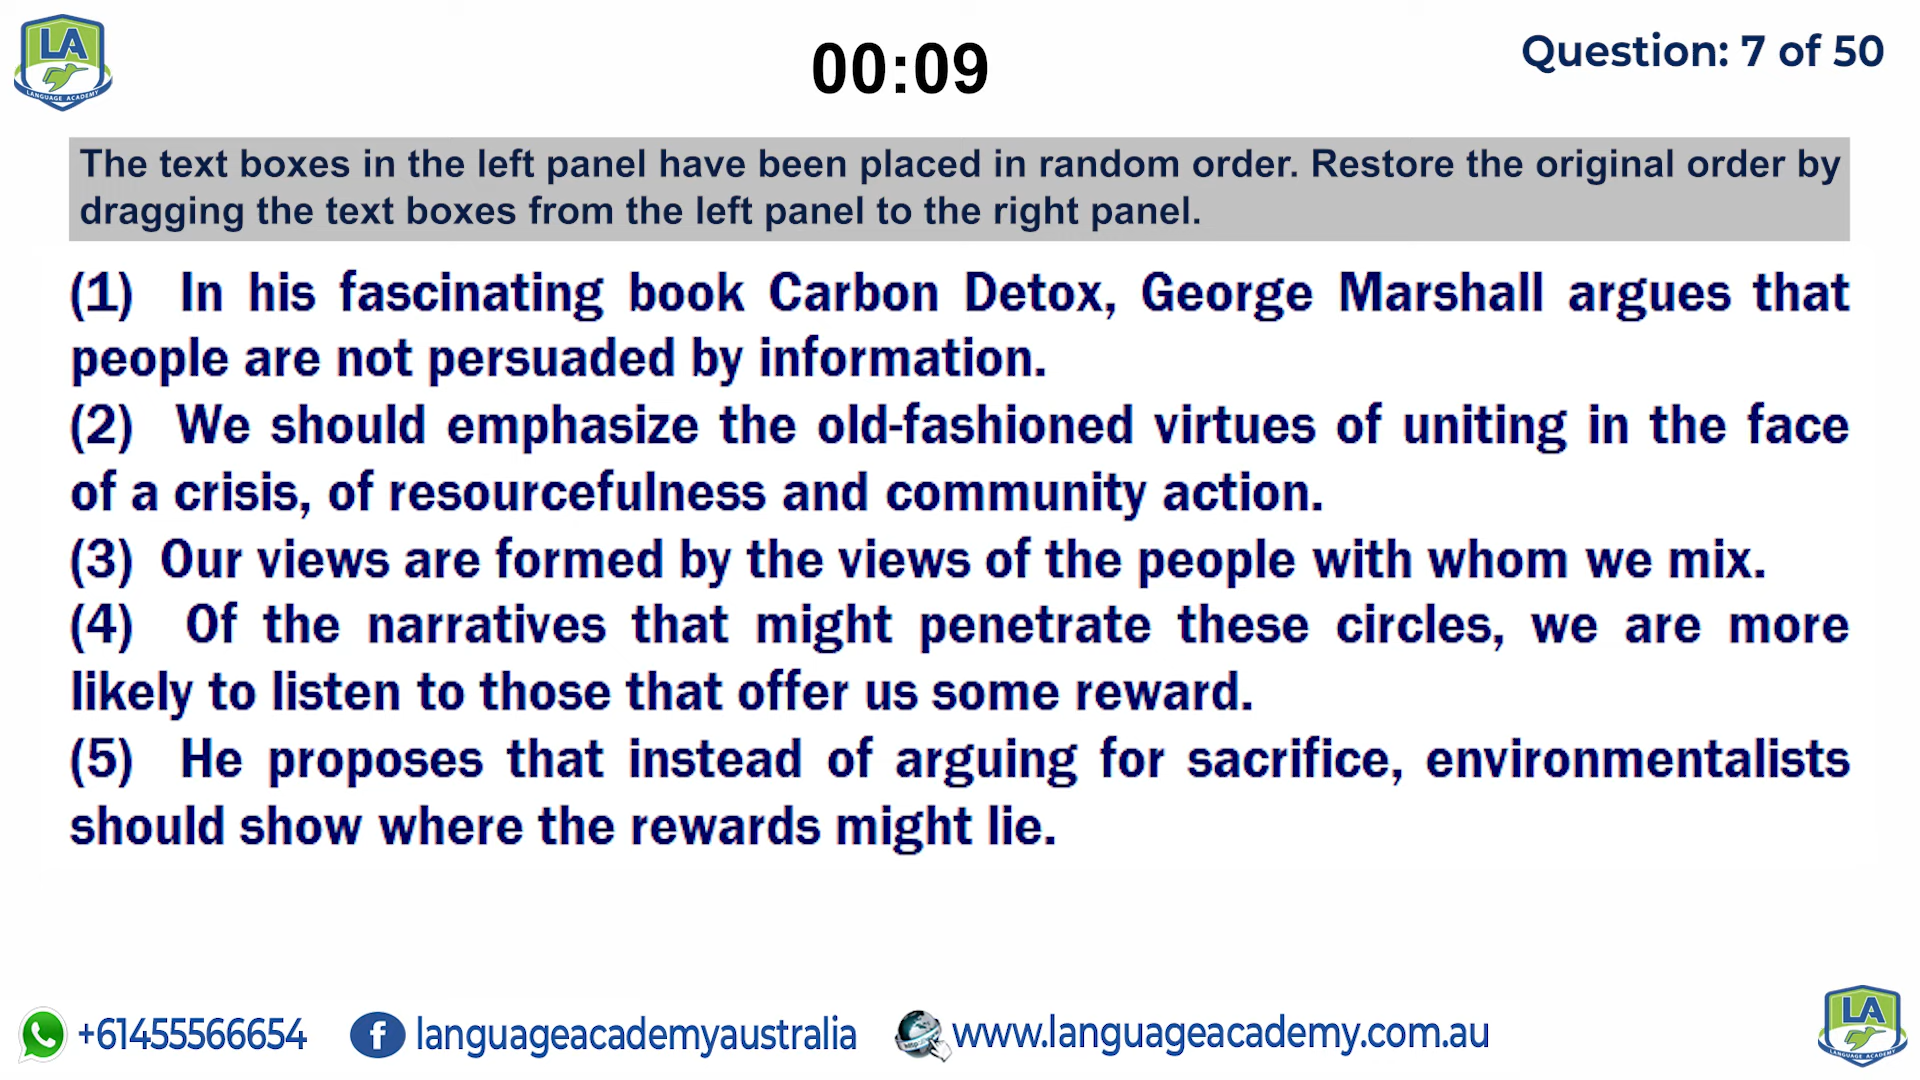 LA
LANGUAGE ACADEMY
00:09
Question: 7 of 50
The text boxes in the left panel have been placed in random order. Restore the original order by
dragging the text boxes from the left panel to the right panel.
(1) In his fascinating book Carbon Detox, George Marshall argues that
people are not persuaded by information.
(2) We should emphasize the old-fashioned virtues of uniting in the face
of a crisis, of resourcefulness and community action.
(3) Our views are formed by the views of the people with whom we mix.
(4) Of the narratives that might penetrate these circles, we are more
likely to listen to those that offer us some reward.
(5) He proposes that instead of arguing for sacrifice, environmentalists
should show where the rewards might lie.
+61455566654
f languageacademyaustralia
www.languageacademy.com.au
LA
LANGUAGE ACADEMY